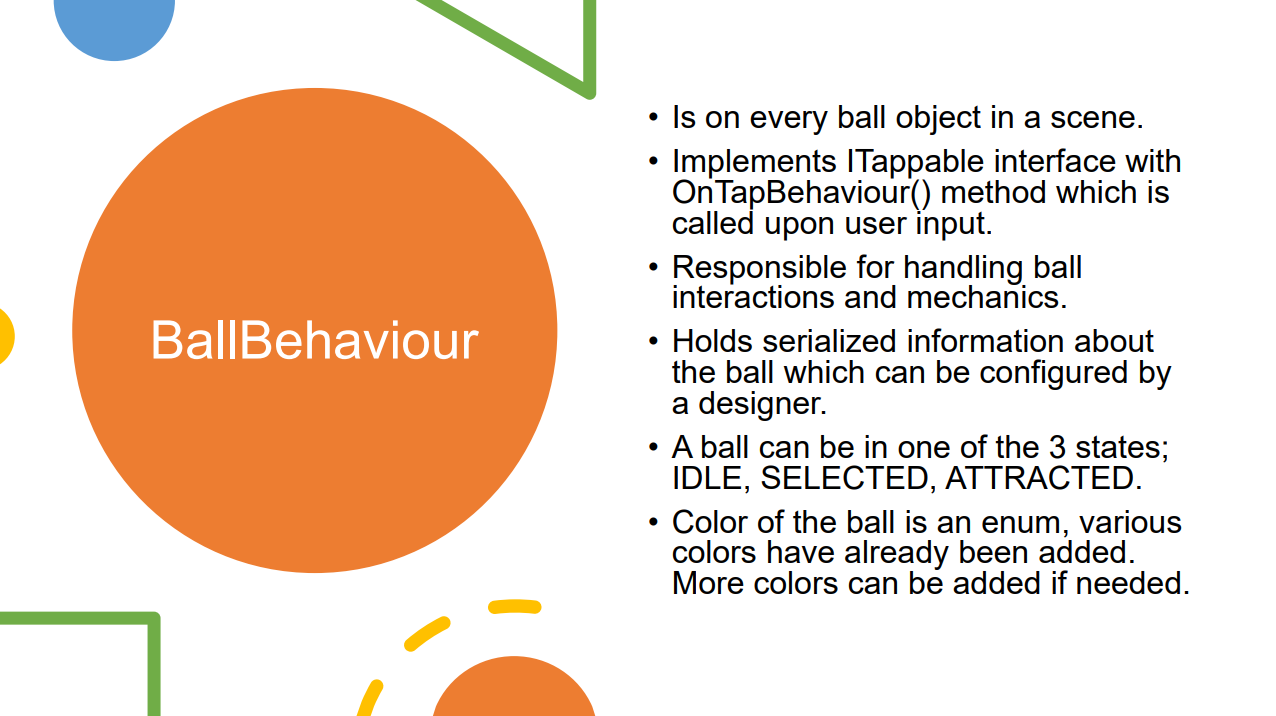 BallBehaviour
• Is on every ball object in a scene.
• Implements ITappable interface with
OnTapBehaviour() method which is
called upon user input.
• Responsible for handling ball
interactions and mechanics.
• Holds serialized information about
the ball which can be configured by
a designer.
• A ball can be in one of the 3 states;
IDLE, SELECTED, ATTRACTED.
• Color of the ball is an enum, various
colors have already been added.
More colors can be added if needed.